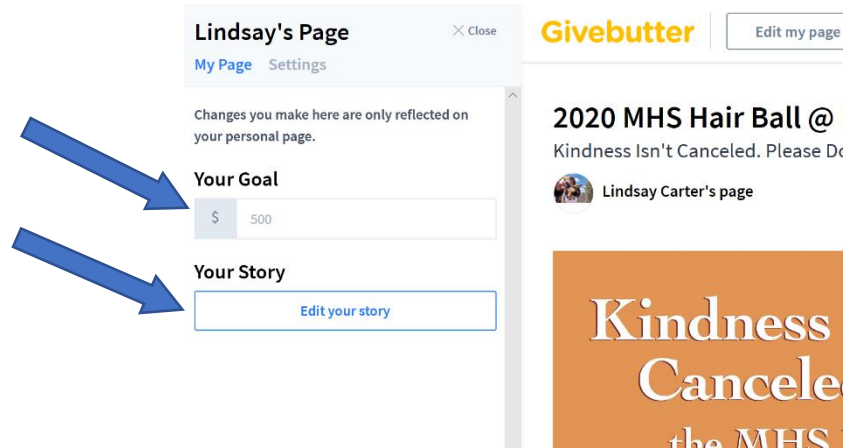 Lindsay's Page
Close
My Page Settings
Changes you make here are only reflected on
your personal page.
Your Goal
$ 500
Your Story
Edit your story
Givebutter
Edit my page
2020 MHS Hair Ball @
Kindness Isn't Canceled. Please
Lindsay Carter's page
Kindness
the MHS